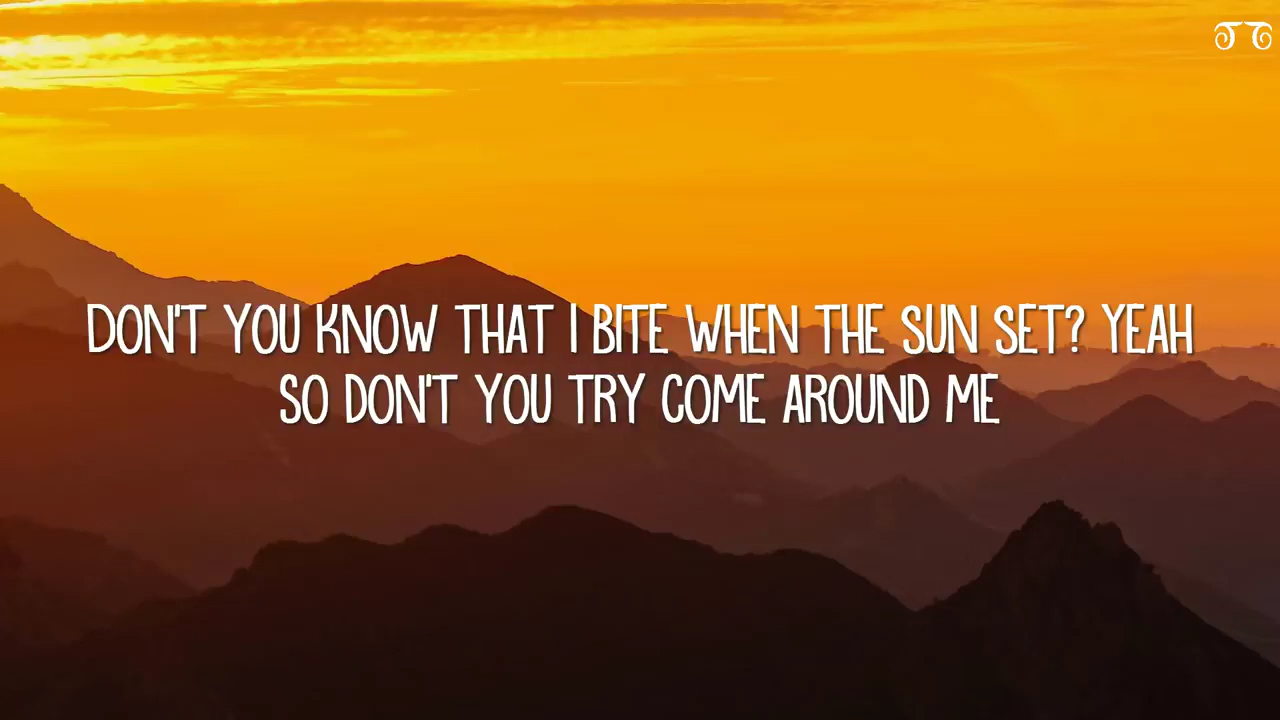 DON'T YOU KNOW THAT I BITE WHEN THE SUN SET? YEAH
SO DON'T YOU TRY COME AROUND ME